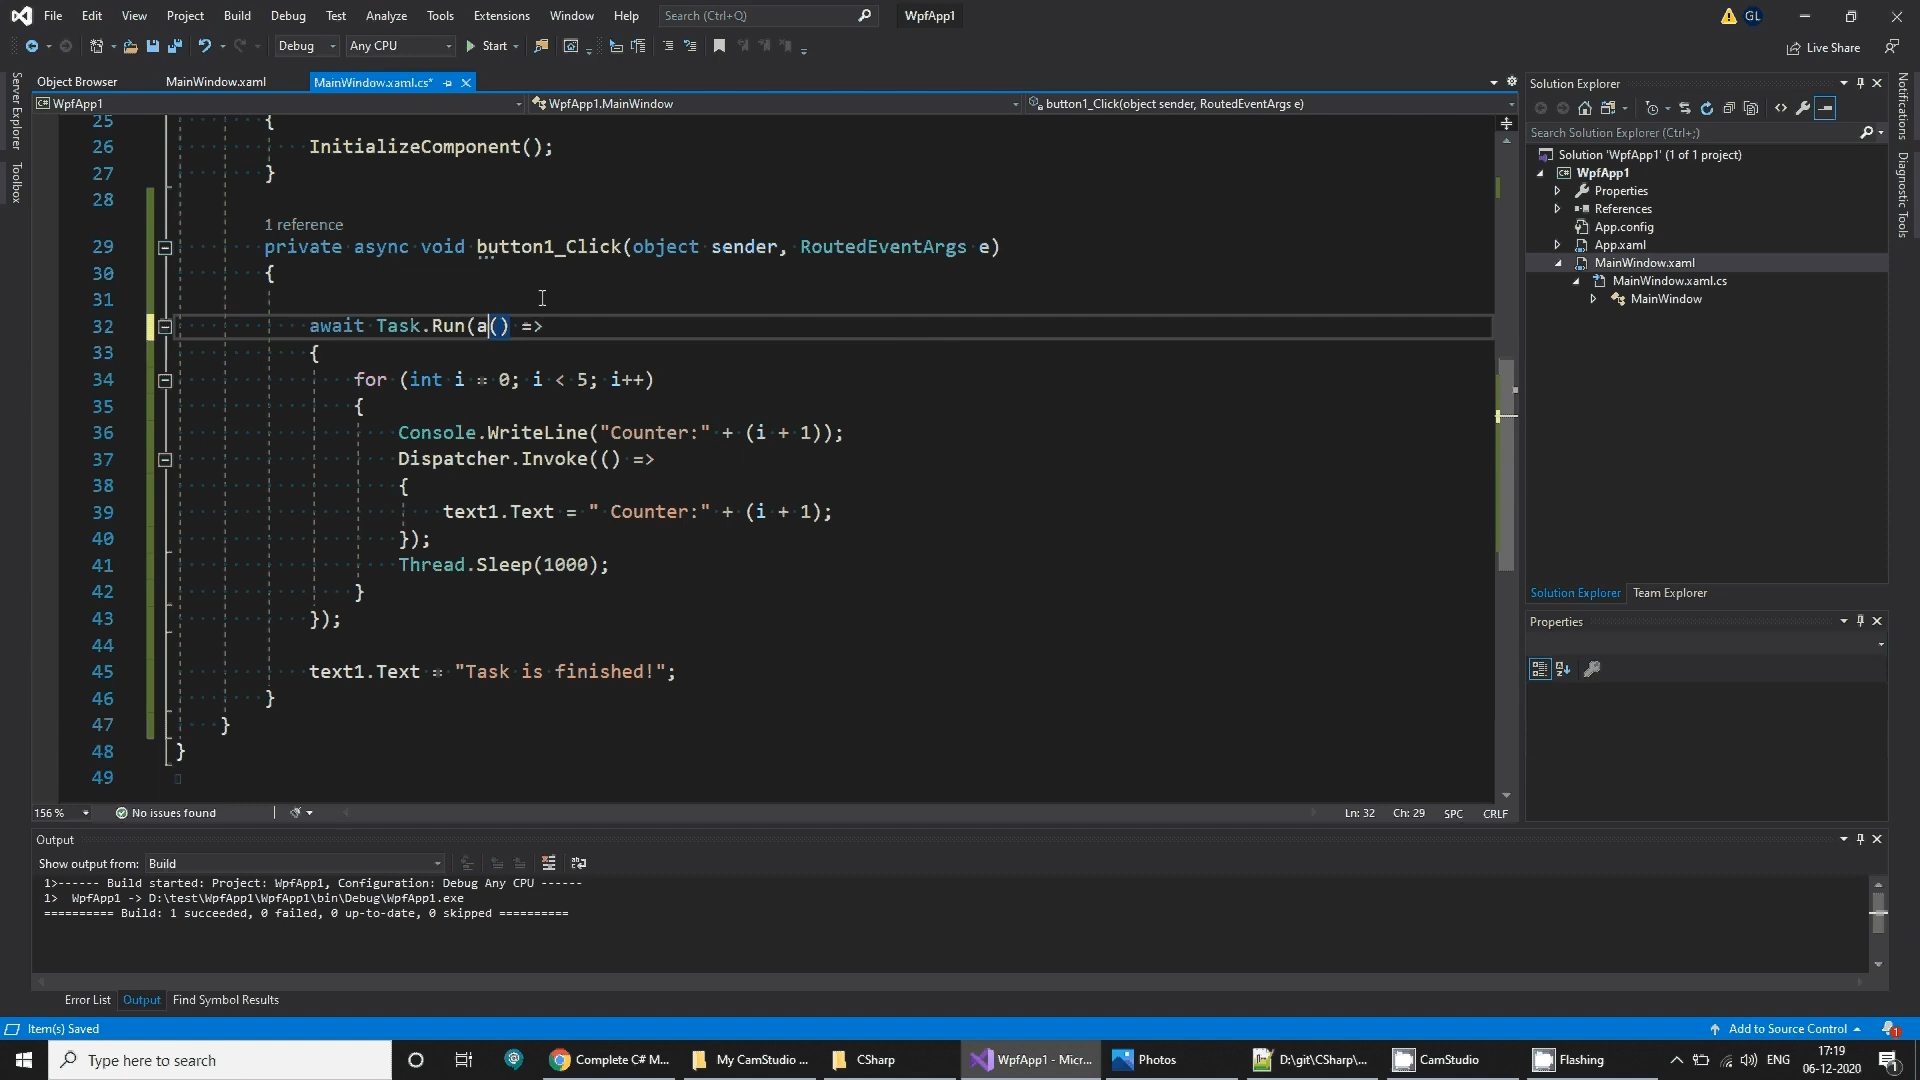 File Edit View Project Build Debug Test Analyze Tools Extensions Window Help Search (Ctrl+Q) WpfApp1 GL
Debug Any CPU Start Live Share
Server Explorer
Toolbox
Object Browser MainWindow.xaml MainWindow.xaml.cs*
WpfApp1 WpfApp1.MainWindow button1_Click(object sender, RoutedEventArgs e)
25 {
26 InitializeComponent();
27 }
28
1 reference
29 private async void button1_Click(object sender, RoutedEventArgs e)
30 {
31
32 await Task.Run(a() =>
33 {
34 for (int i = 0; i < 5; i++)
35 {
36 Console.WriteLine("Counter:" + (i + 1));
37 Dispatcher.Invoke(() =>
38 {
39 text1.Text = " Counter:" + (i + 1);
40 });
41 Thread.Sleep(1000);
42 }
43 });
44
45 text1.Text = "Task is finished!";
46 }
47 }
48 }
49
156 % No issues found Ln: 32 Ch: 29 SPC CRLF
Solution Explorer
Search Solution Explorer (Ctrl+;)
Solution 'WpfApp1' (1 of 1 project)
WpfApp1
Properties
References
App.config
App.xaml
MainWindow.xaml
MainWindow.xaml.cs
MainWindow
Solution Explorer Team Explorer
Properties
Notifications
Diagnostic Tools
Output
Show output from: Build
1>------ Build started: Project: WpfApp1, Configuration: Debug Any CPU ------
1> WpfApp1 -> D:\test\WpfApp1\WpfApp1\bin\Debug\WpfApp1.exe
========== Build: 1 succeeded, 0 failed, 0 up-to-date, 0 skipped ==========
Error List Output Find Symbol Results
Item(s) Saved Add to Source Control 1
Type here to search Complete C# M... My CamStudio ... CSharp WpfApp1 - Micr... Photos D:\git\CSharp\... CamStudio Flashing ENG 17:19
06-12-2020 1